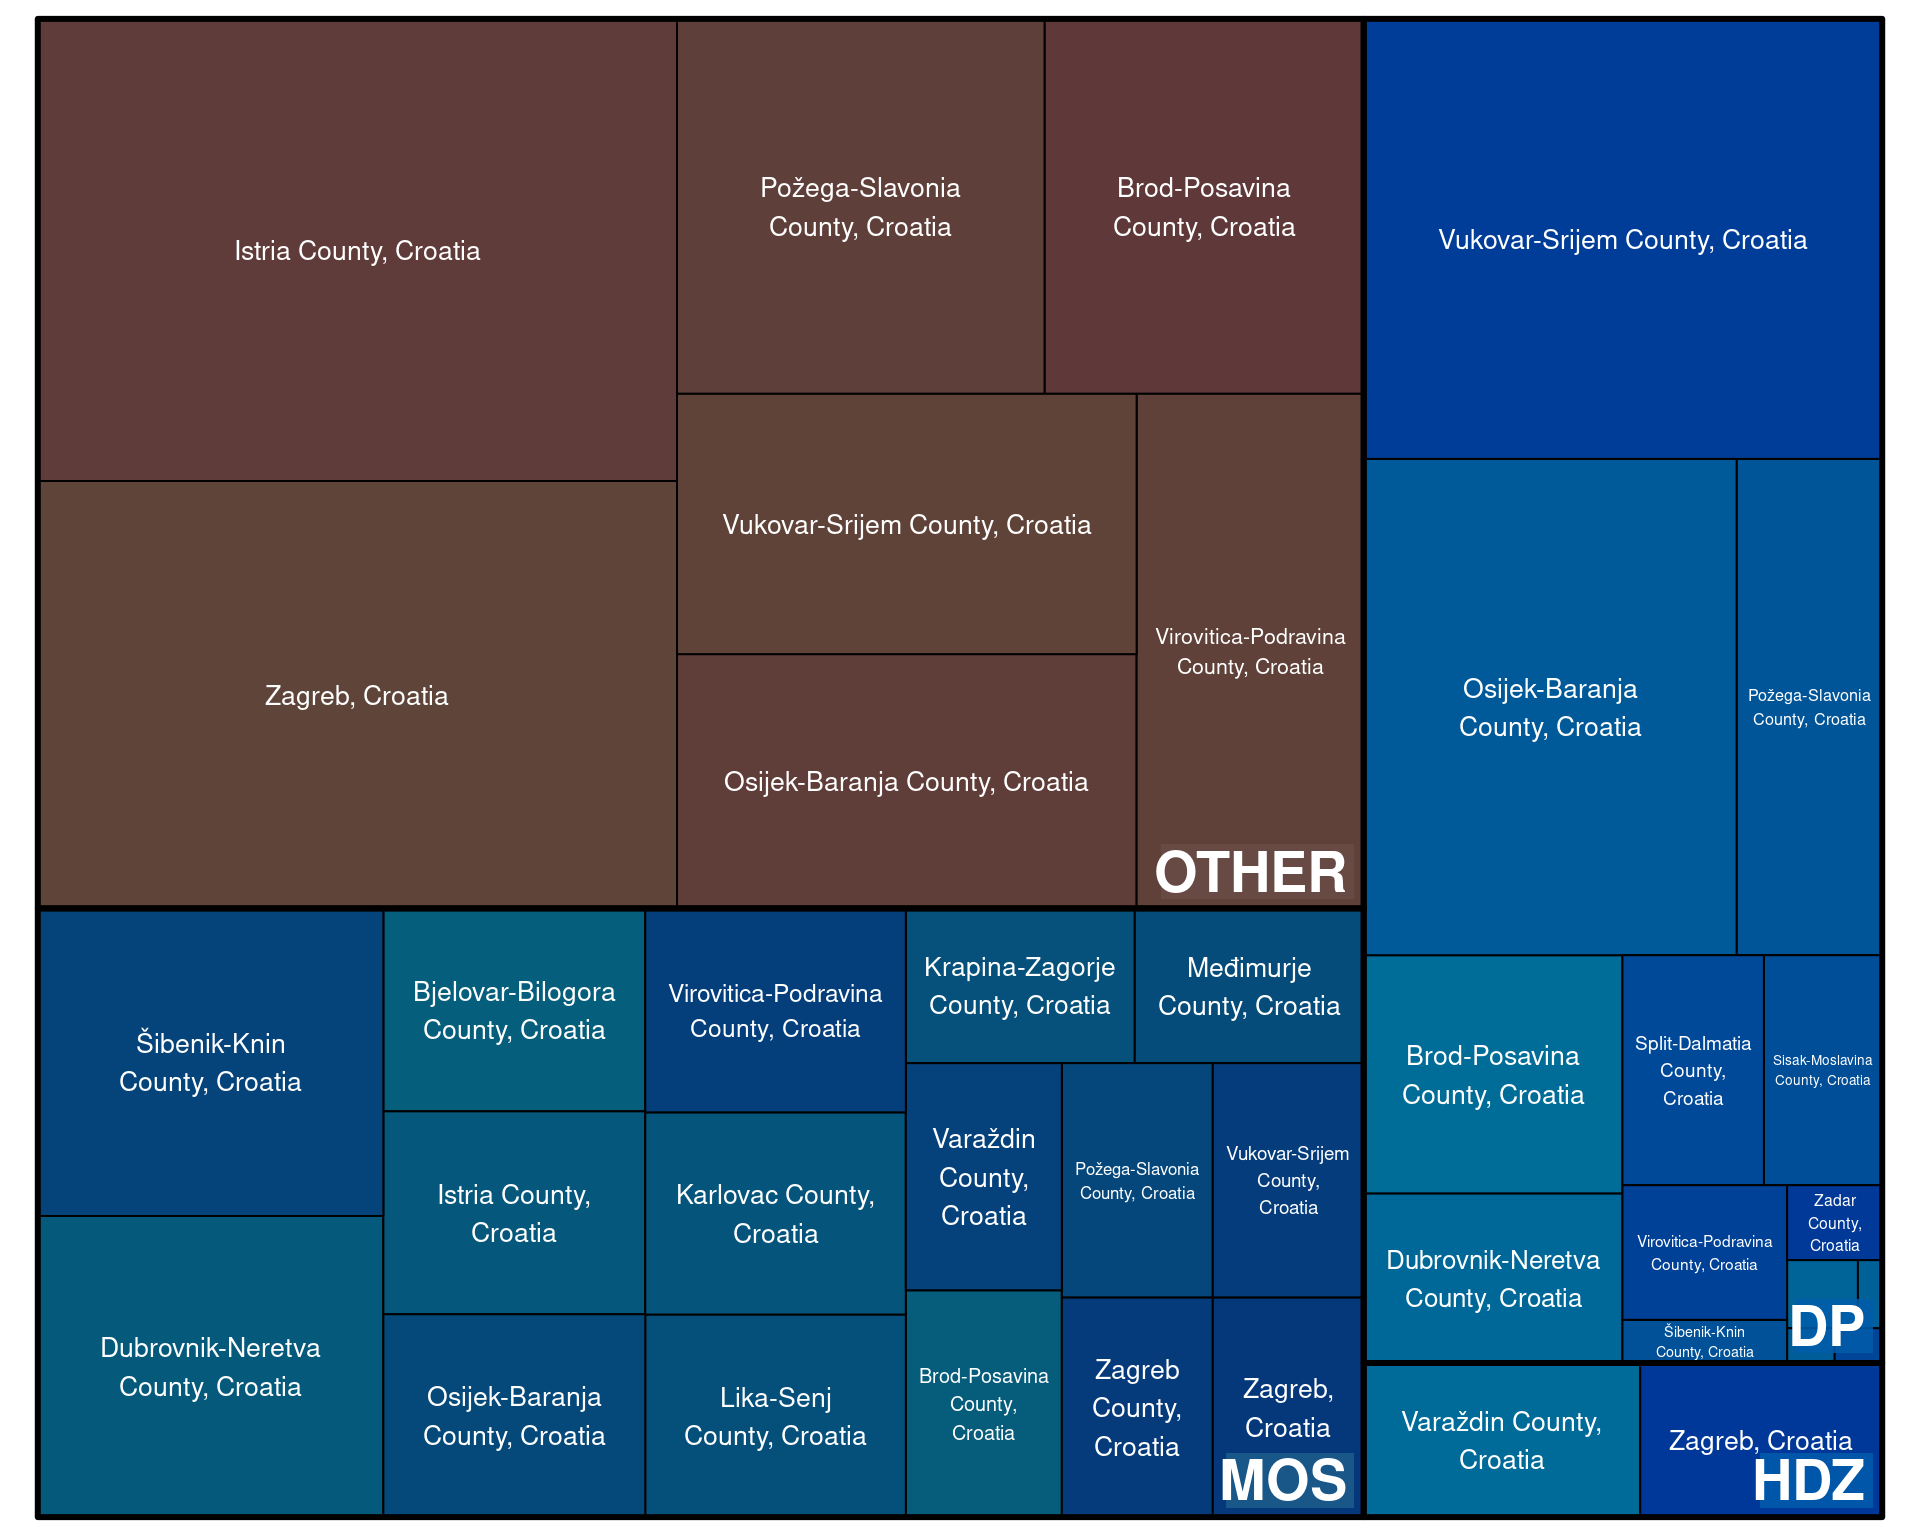 Istria County, Croatia
Požega-Slavonia
County, Croatia
Brod-Posavina
County, Croatia
Zagreb, Croatia
Vukovar-Srijem County, Croatia
Osijek-Baranja County, Croatia
Virovitica-Podravina
County, Croatia
OTHER
Vukovar-Srijem County, Croatia
Osijek-Baranja
County, Croatia
Požega-Slavonia
County, Croatia
Brod-Posavina
County, Croatia
Split-Dalmatia
County,
Croatia
Sisak-Moslavina
County, Croatia
Dubrovnik-Neretva
County, Croatia
Virovitica-Podravina
County, Croatia
Zadar
County,
Croatia
Šibenik-Knin
County, Croatia
DP
Šibenik-Knin
County, Croatia
Dubrovnik-Neretva
County, Croatia
Bjelovar-Bilogora
County, Croatia
Istria County,
Croatia
Osijek-Baranja
County, Croatia
Virovitica-Podravina
County, Croatia
Karlovac County,
Croatia
Lika-Senj
County, Croatia
Krapina-Zagorje
County, Croatia
Međimurje
County, Croatia
Varaždin
County,
Croatia
Požega-Slavonia
County, Croatia
Vukovar-Srijem
County,
Croatia
Brod-Posavina
County,
Croatia
Zagreb
County,
Croatia
Zagreb,
Croatia
MOS
Varaždin County,
Croatia
Zagreb, Croatia
HDZ